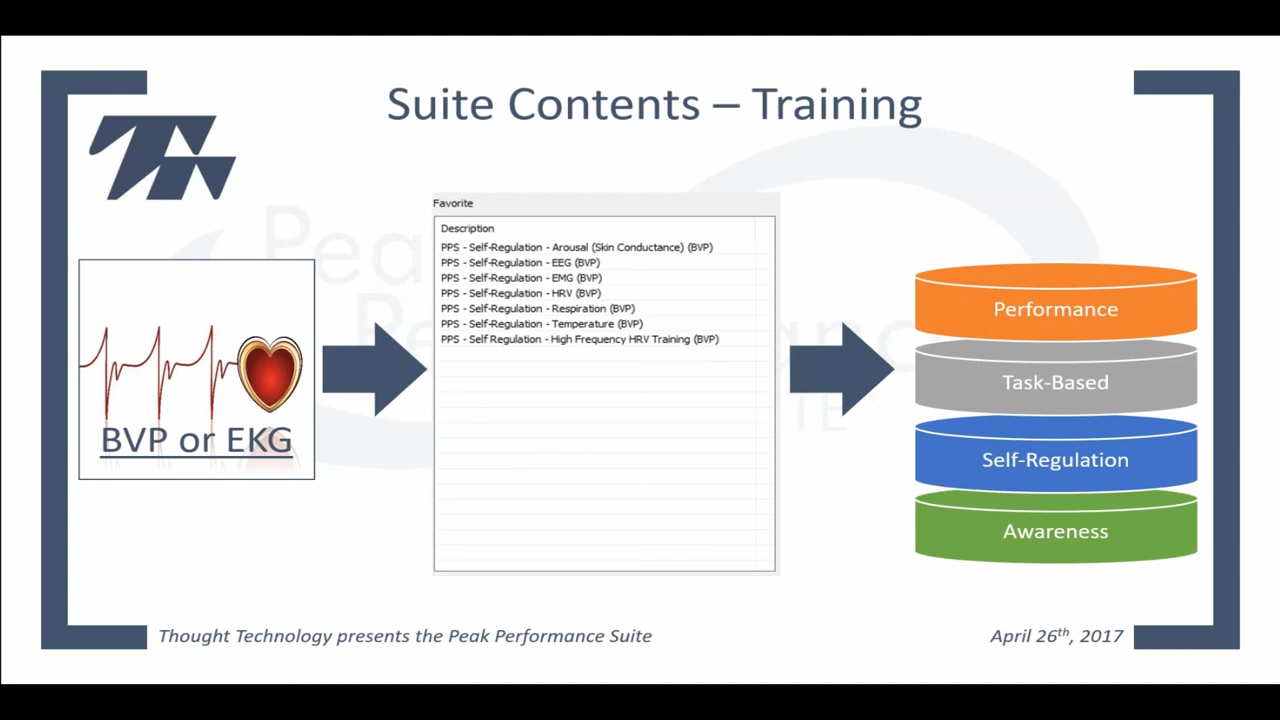 Suite Contents – Training
BVP or EKG
Favorite
Description
PPS - Self-Regulation - Arousal (Skin Conductance) (BVP)
PPS - Self-Regulation - EEG (BVP)
PPS - Self-Regulation - EMG (BVP)
PPS - Self-Regulation - HRV (BVP)
PPS - Self-Regulation - Respiration (BVP)
PPS - Self-Regulation - Temperature (BVP)
PPS - Self Regulation - High Frequency HRV Training (BVP)
Performance
Task-Based
Self-Regulation
Awareness
Thought Technology presents the Peak Performance Suite
April 26th, 2017